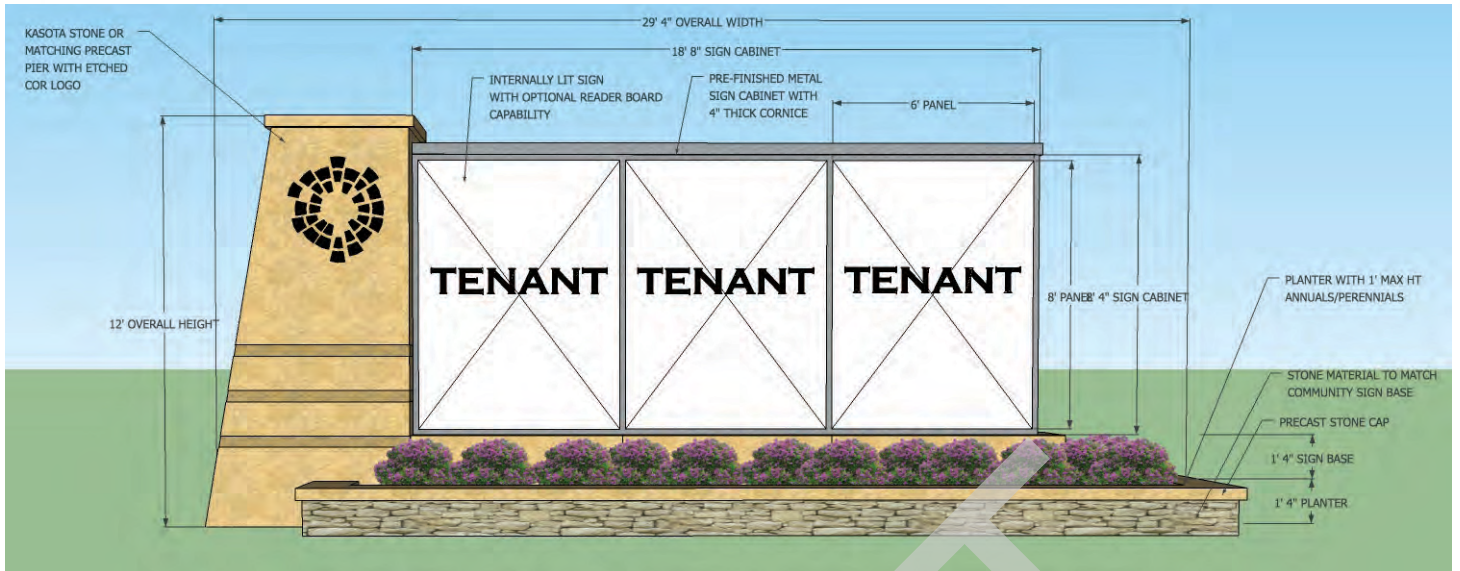 29' 4" OVERALL WIDTH
KASOTA STONE OR
MATCHING PRECAST
PIER WITH ETCHED
COR LOGO
18' 8" SIGN CABINET
INTERNALLY LIT SIGN
WITH OPTIONAL READER BOARD
CAPABILITY
PRE-FINISHED METAL
SIGN CABINET WITH
4" THICK CORNICE
6' PANEL
TENANT
TENANT
TENANT
12' OVERALL HEIGHT
8' PANEL
8' 4" SIGN CABINET
PLANTER WITH 1' MAX HT
ANNUALS/PERENNIALS
STONE MATERIAL TO MATCH
COMMUNITY SIGN BASE
PRECAST STONE CAP
1' 4" SIGN BASE
1' 4" PLANTER